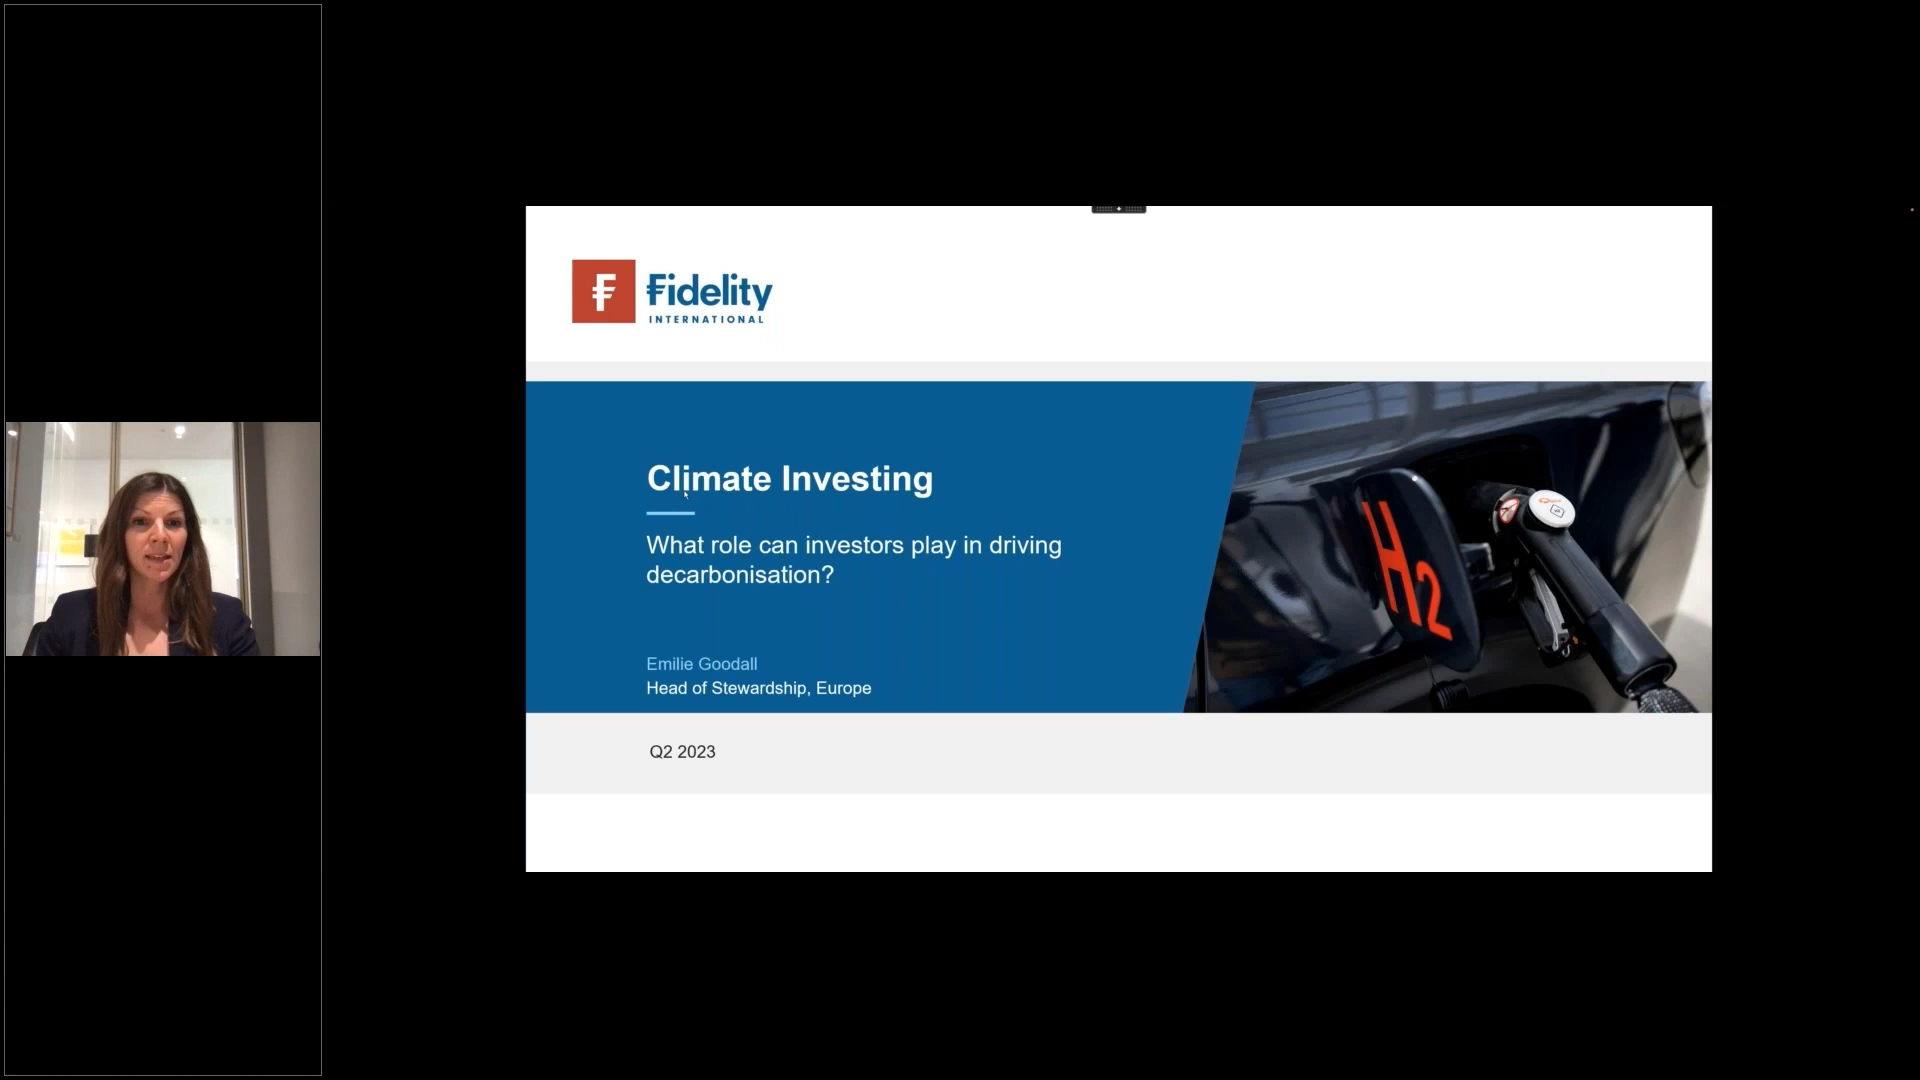 F Fidelity
INTERNATIONAL
Climate Investing
What role can investors play in driving
decarbonisation?
Emilie Goodall
Head of Stewardship, Europe
Q2 2023
H2